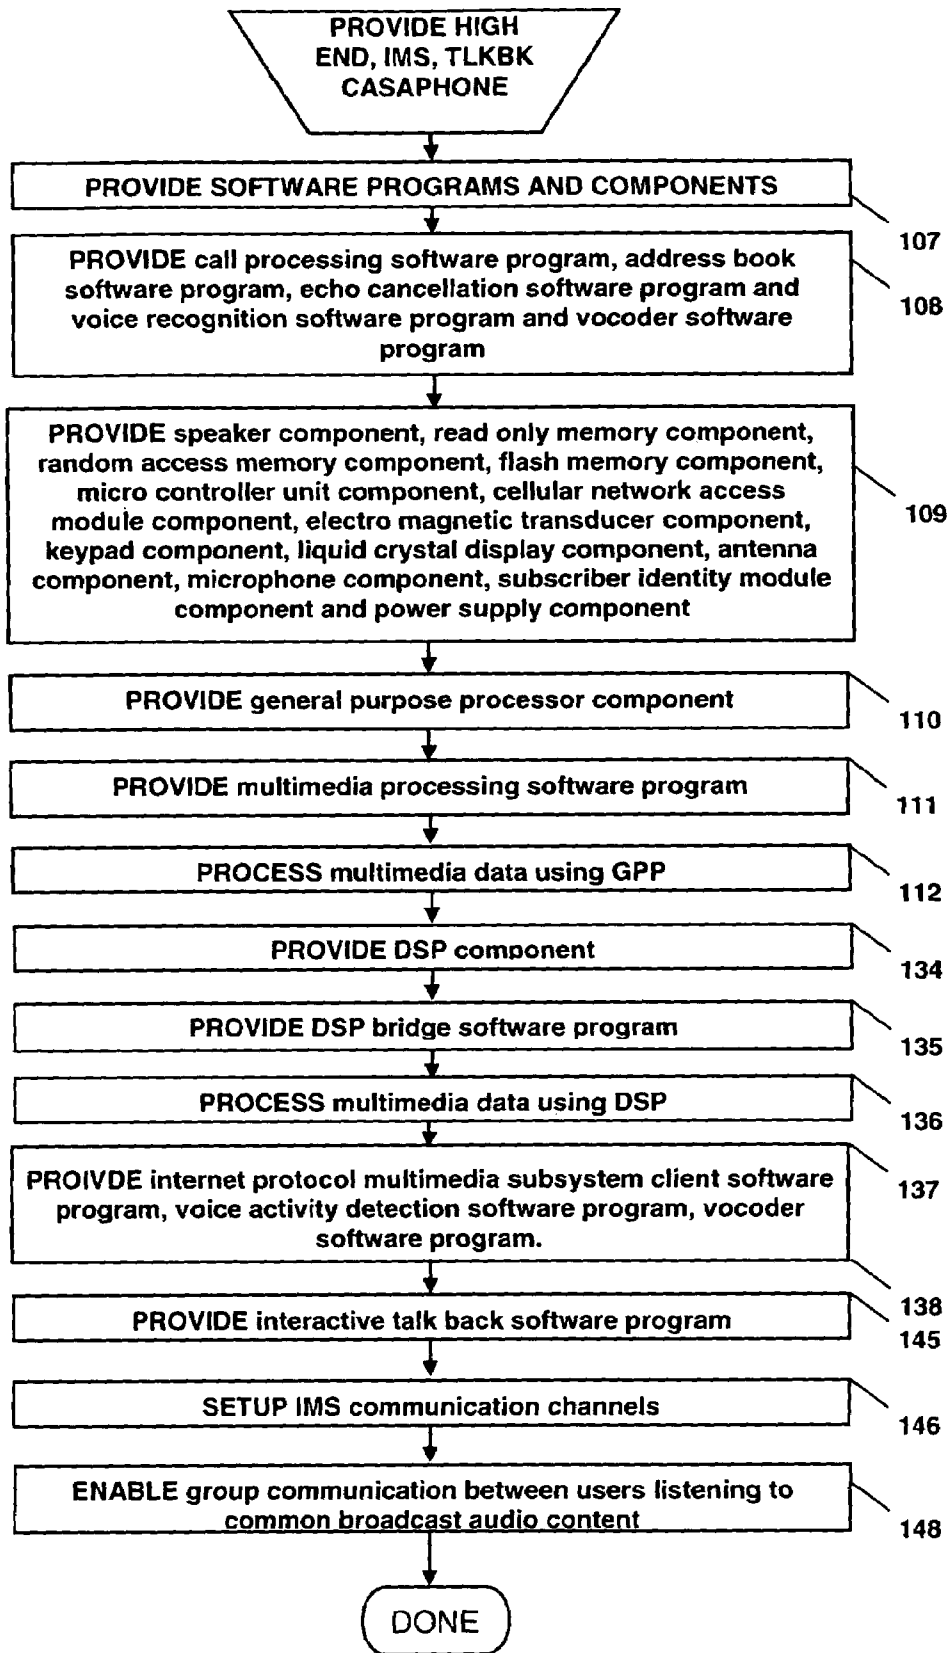 PROVIDE HIGH
END, IMS, TLKBK
CASAPHONE
PROVIDE SOFTWARE PROGRAMS AND COMPONENTS
107
PROVIDE call processing software program, address book
software program, echo cancellation software program and
voice recognition software program and vocoder software
program
108
PROVIDE speaker component, read only memory component,
random access memory component, flash memory component,
micro controller unit component, cellular network access
module component, electro magnetic transducer component,
keypad component, liquid crystal display component, antenna
component, microphone component, subscriber identity module
component and power supply component
109
PROVIDE general purpose processor component
110
PROVIDE multimedia processing software program
111
PROCESS multimedia data using GPP
112
PROVIDE DSP component
134
PROVIDE DSP bridge software program
135
PROCESS multimedia data using DSP
136
PROIVDE internet protocol multimedia subsystem client software
program, voice activity detection software program, vocoder
software program.
137
138
PROVIDE interactive talk back software program
145
SETUP IMS communication channels
146
ENABLE group communication between users listening to
common broadcast audio content
148
DONE